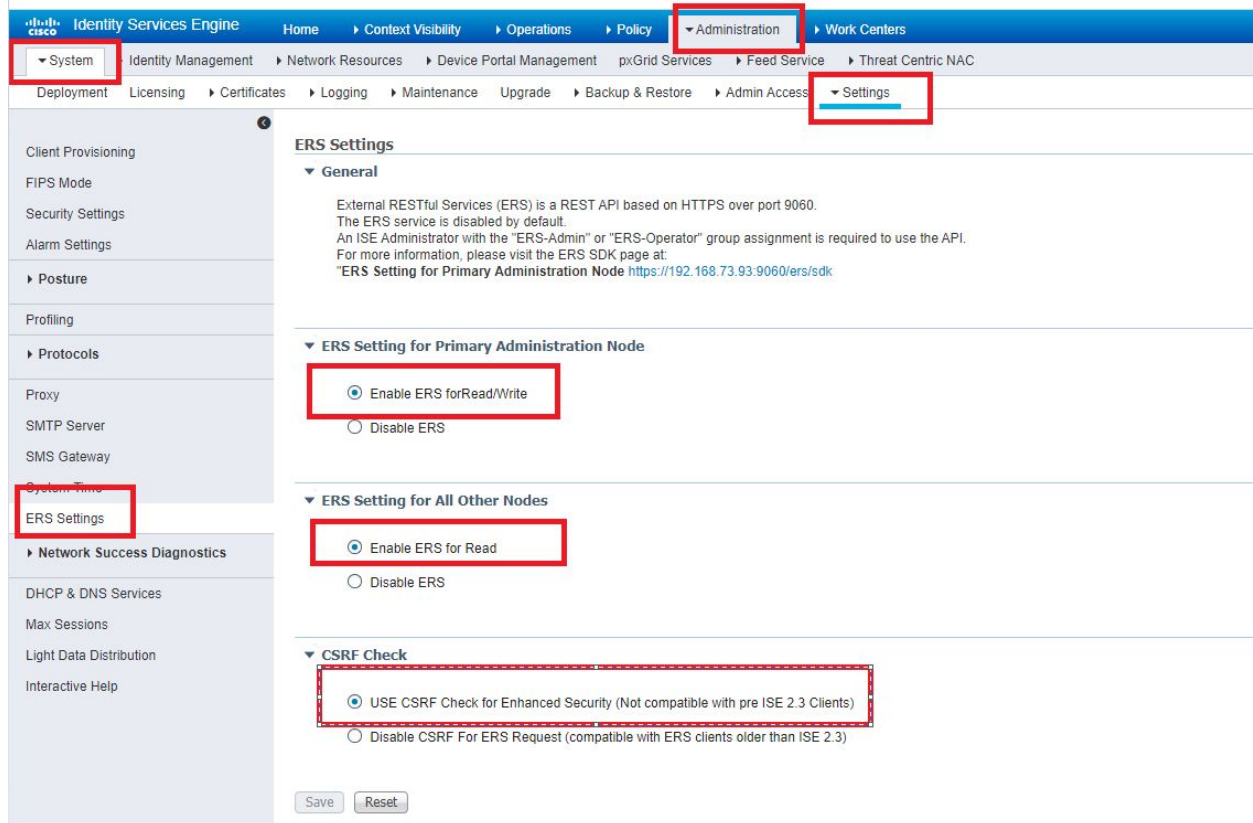 cisco Identity Services Engine Home Context Visibility Operations Policy Administration Work Centers
System Identity Management Network Resources Device Portal Management pxGrid Services Feed Service Threat Centric NAC
Deployment Licensing Certificates Logging Maintenance Upgrade Backup & Restore Admin Access Settings
Client Provisioning
FIPS Mode
Security Settings
Alarm Settings
Posture
Profiling
Protocols
Proxy
SMTP Server
SMS Gateway
System Time
ERS Settings
Network Success Diagnostics
DHCP & DNS Services
Max Sessions
Light Data Distribution
Interactive Help
ERS Settings
General
External RESTful Services (ERS) is a REST API based on HTTPS over port 9060.
The ERS service is disabled by default.
An ISE Administrator with the "ERS-Admin" or "ERS-Operator" group assignment is required to use the API.
For more information, please visit the ERS SDK page at:
"ERS Setting for Primary Administration Node https://192.168.73.93:9060/ers/sdk
ERS Setting for Primary Administration Node
Enable ERS forRead/Write
Disable ERS
ERS Setting for All Other Nodes
Enable ERS for Read
Disable ERS
CSRF Check
USE CSRF Check for Enhanced Security (Not compatible with pre ISE 2.3 Clients)
Disable CSRF For ERS Request (compatible with ERS clients older than ISE 2.3)
Save Reset